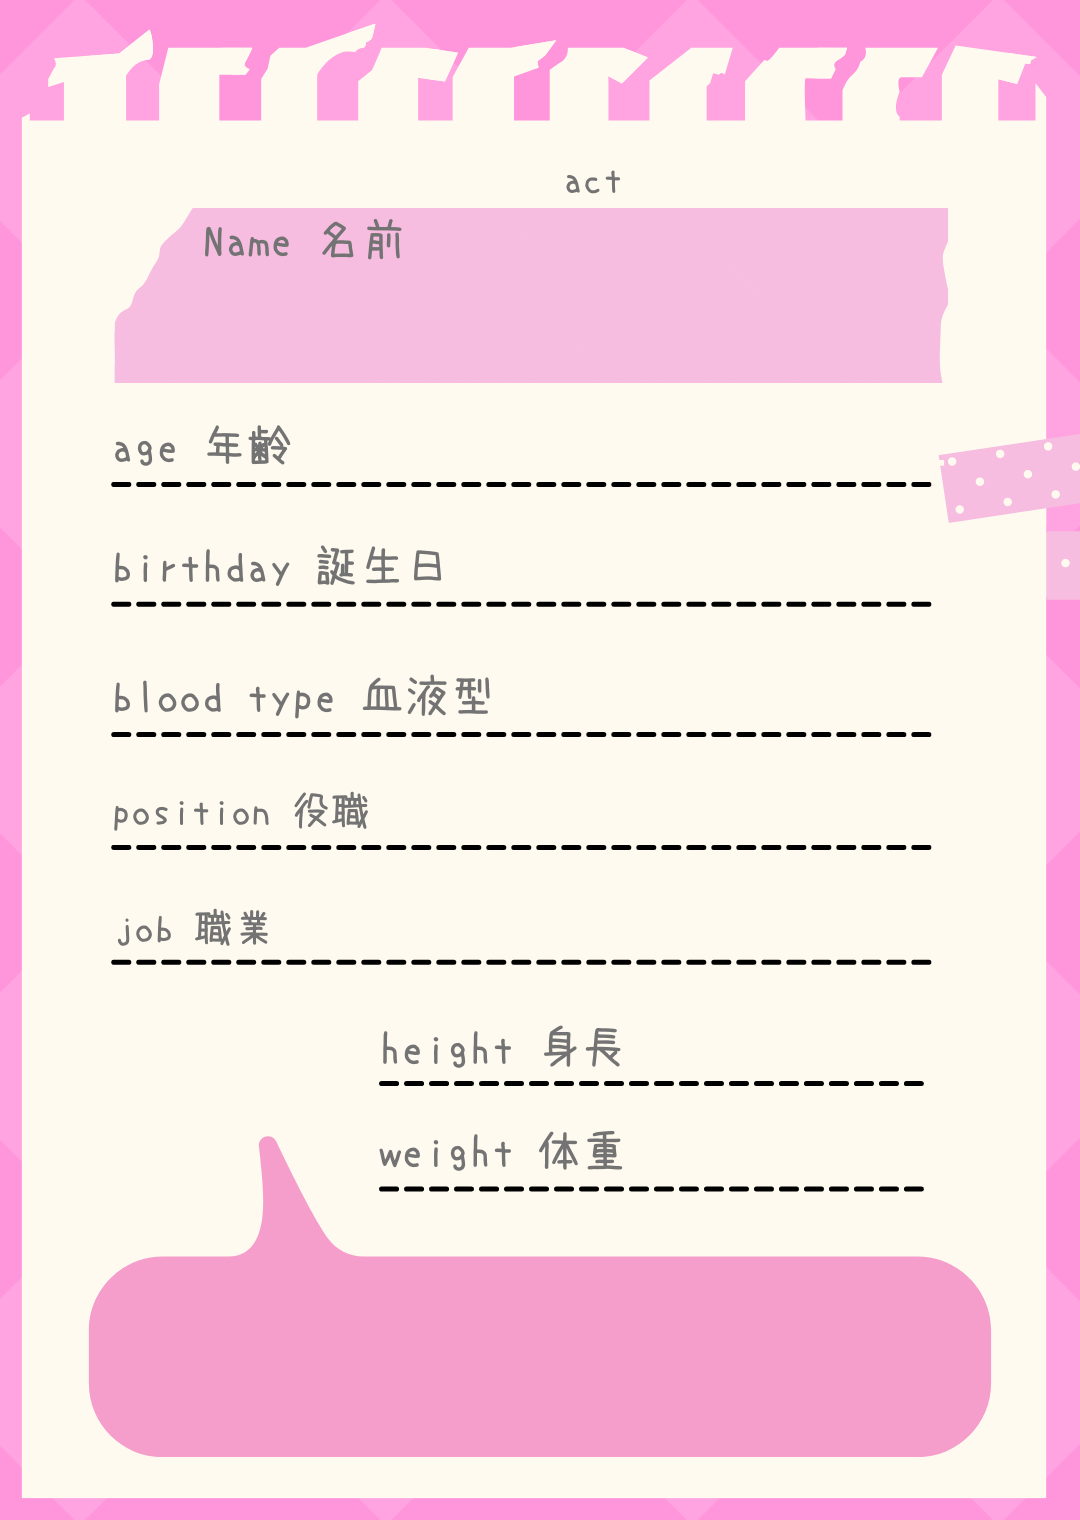 act
Name 名前
age 年齢
birthday 誕生日
blood type 血液型
position 役職
job 職業
height 身長
weight 体重